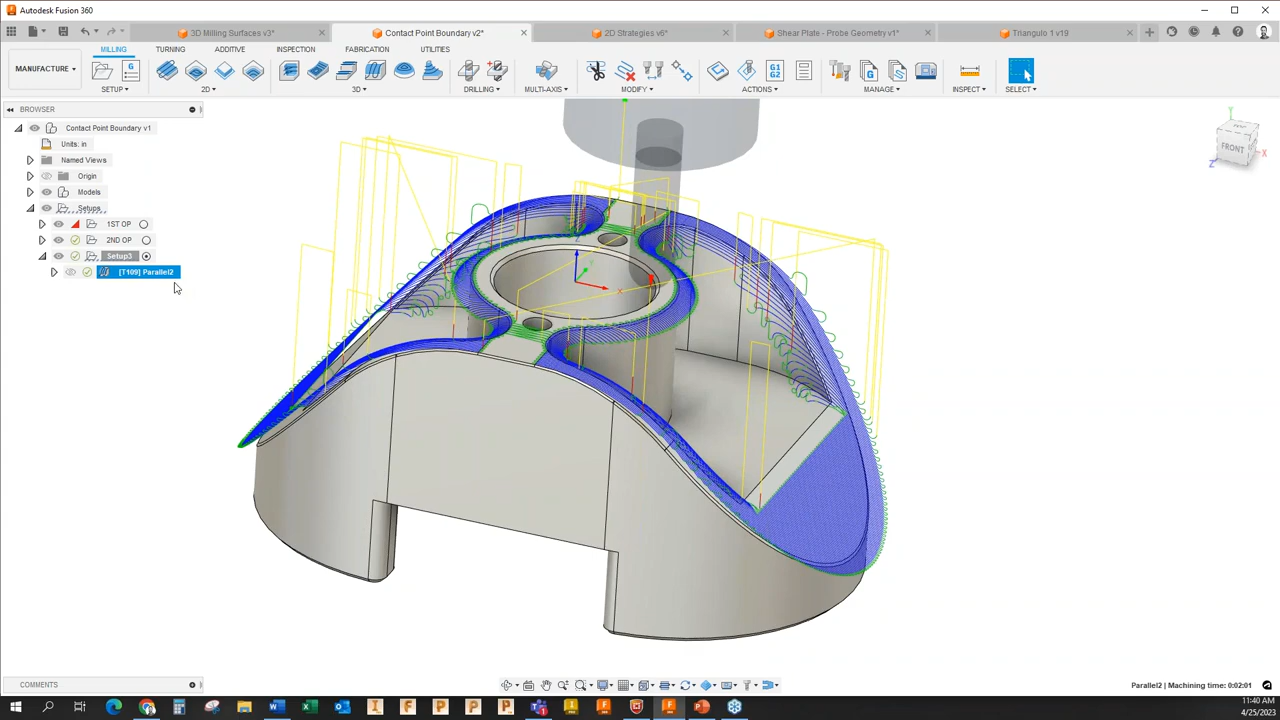 Autodesk Fusion 360
3D Milling Surfaces v3*
Contact Point Boundary v2*
2D Strategies v6*
Shear Plate - Probe Geometry v1*
Triangulo 1 v19
MILLING
TURNING
ADDITIVE
INSPECTION
FABRICATION
UTILITIES
MANUFACTURE
G1
G2
SETUP
2D
3D
DRILLING
MULTI-AXIS
MODIFY
ACTIONS
MANAGE
INSPECT
SELECT
BROWSER
Contact Point Boundary v1
Units: in
Named Views
Origin
Models
Setups
1ST OP
2ND OP
Setup3
[T109] Parallel2
Y
FRONT
X
Z
COMMENTS
Parallel2 | Machining time: 0:02:01
11:40 AM
4/25/2023